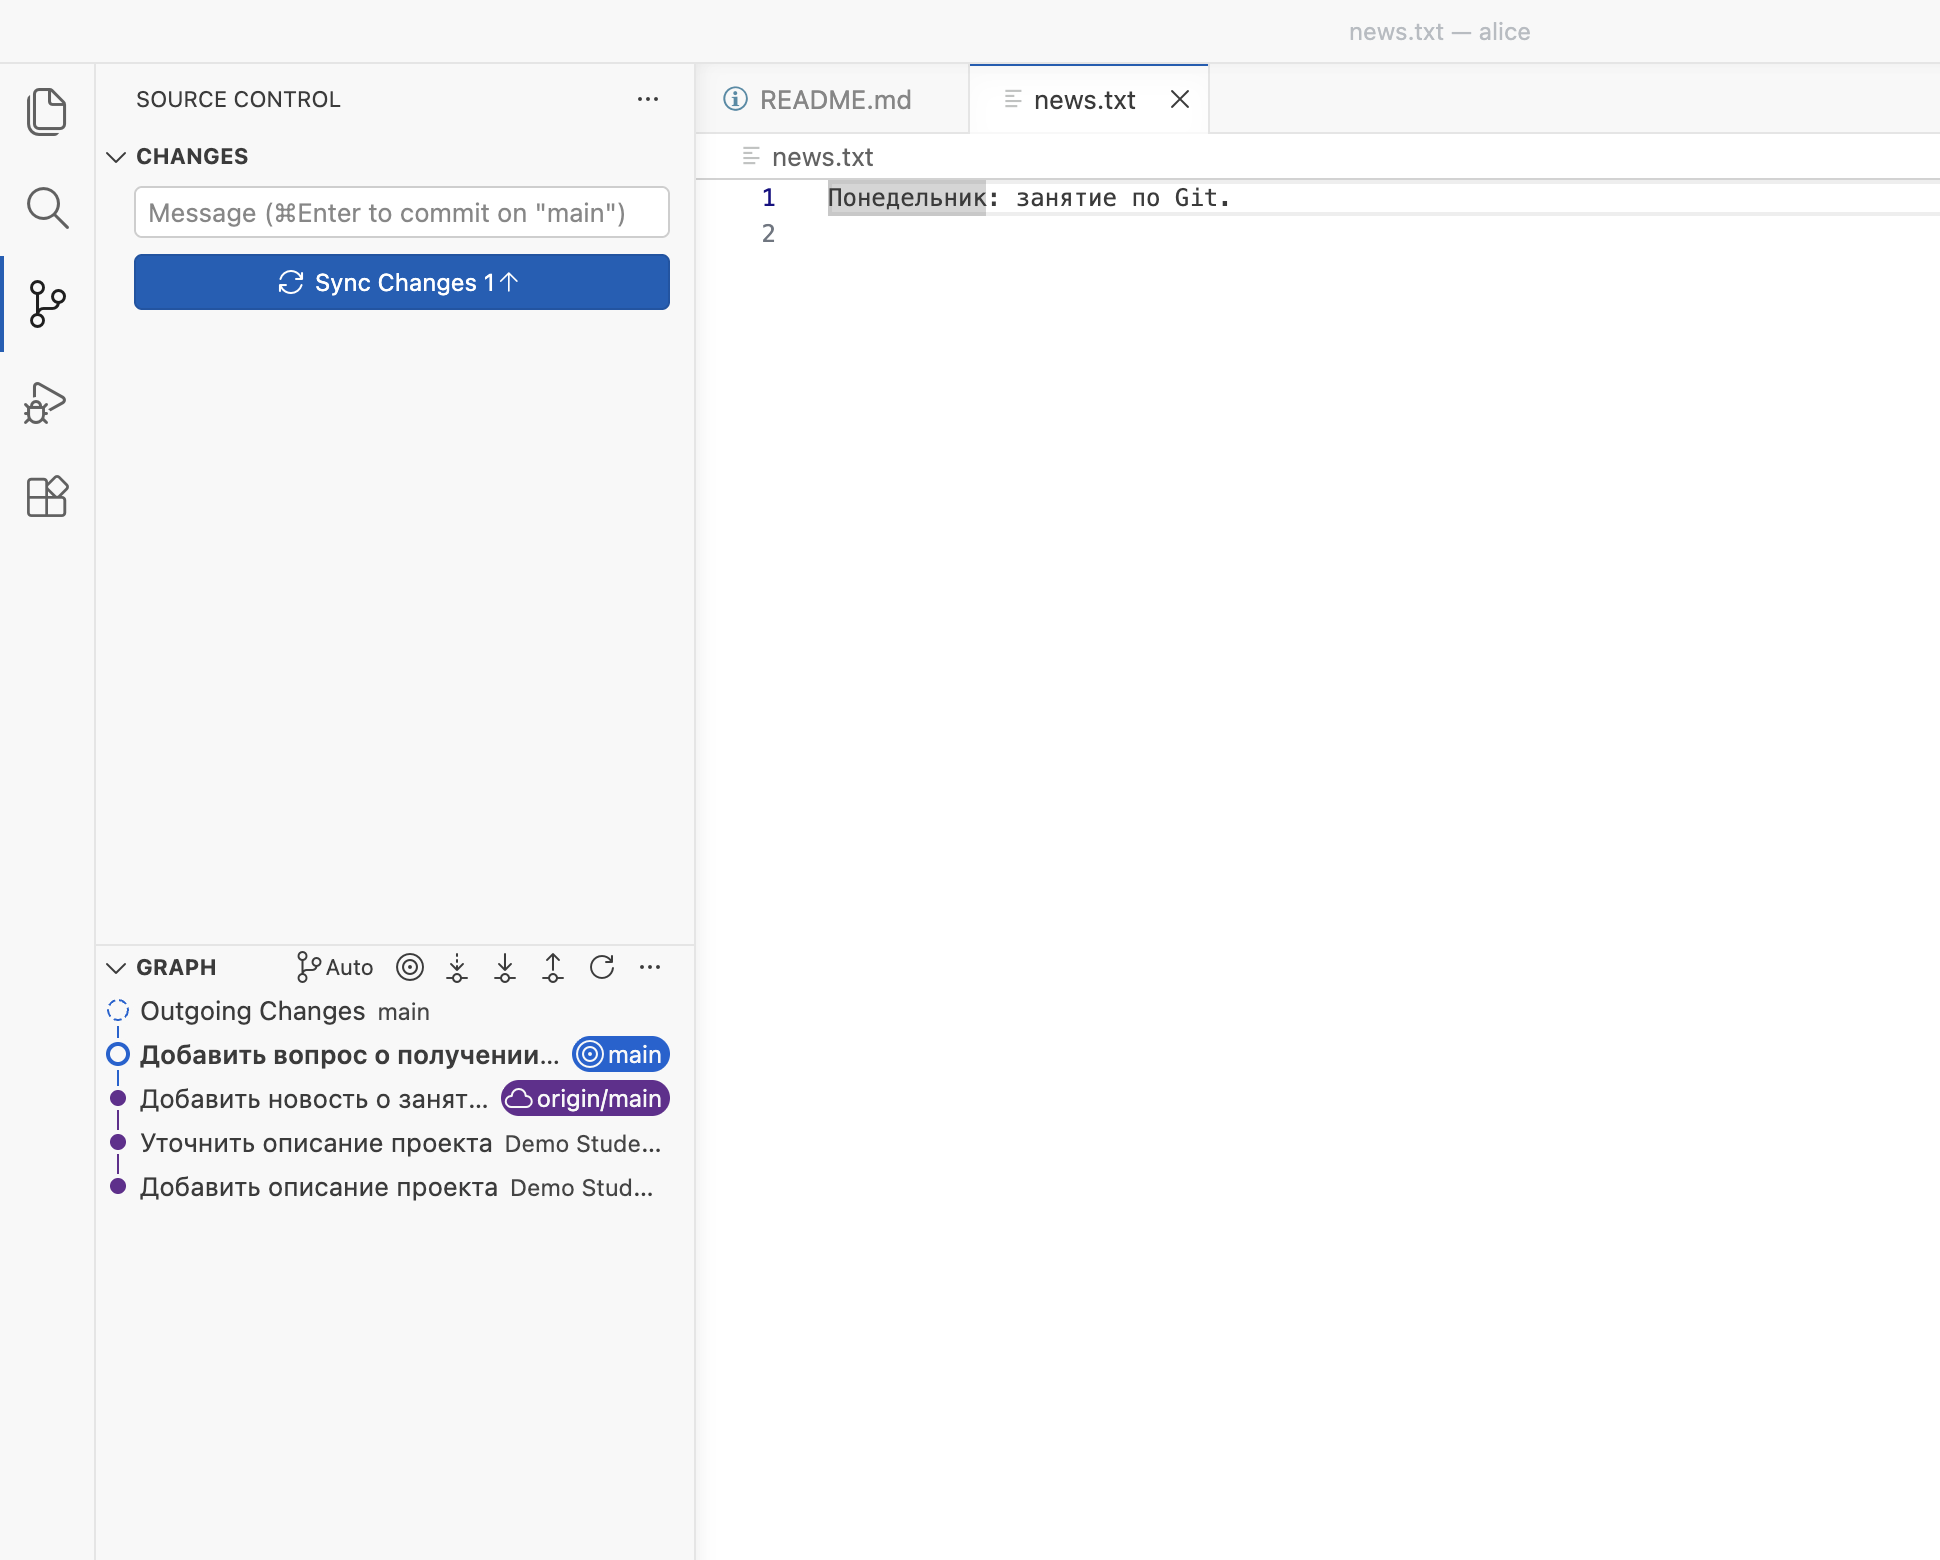 news.txt — alice
SOURCE CONTROL
CHANGES
Message (⌘Enter to commit on "main")
Sync Changes 1↑
README.md
news.txt
news.txt
1 Понедельник: занятие по Git.
2
GRAPH Auto
Outgoing Changes main
Добавить вопрос о получении... main
Добавить новость о занят... origin/main
Уточнить описание проекта Demo Stude...
Добавить описание проекта Demo Stud...